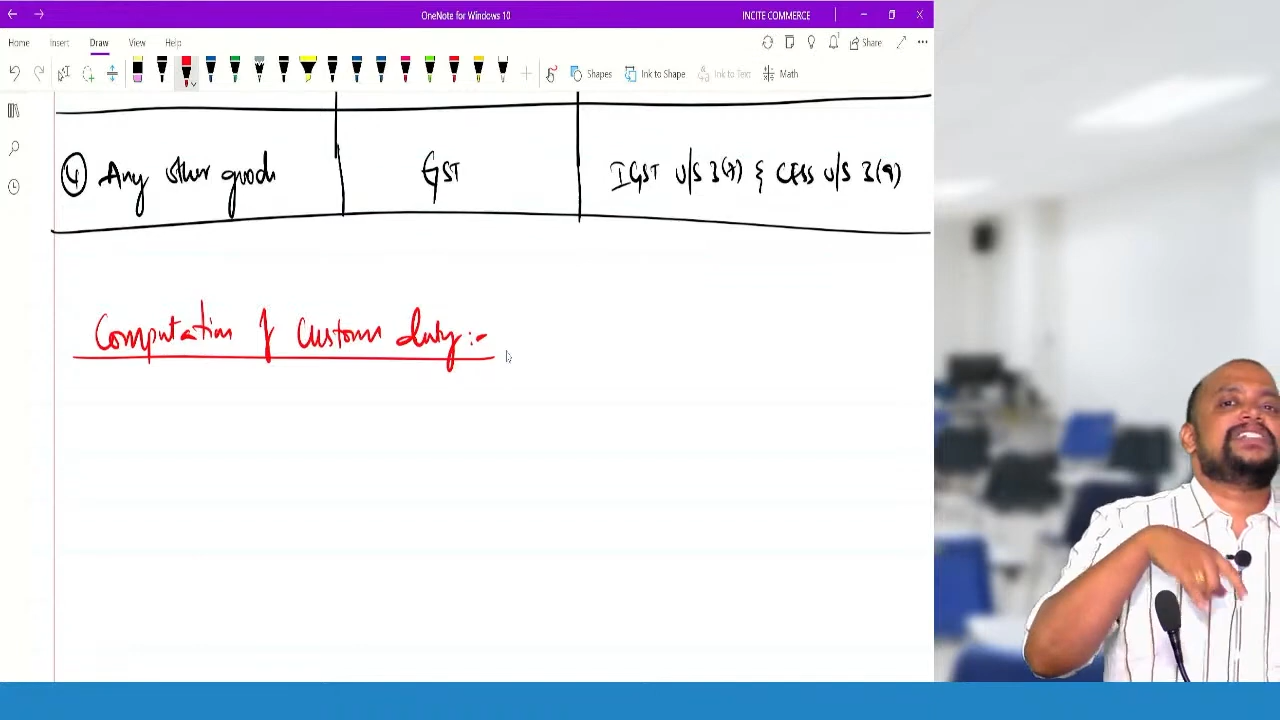 OneNote for Windows 10
INCITE COMMERCE
Home Insert Draw View Help
Share
Shapes Ink to Shape Ink to Text Math
④ Any other goods GST IGST u/s 3(7) & CESS u/s 3(9)
Computation of Customs duty:-